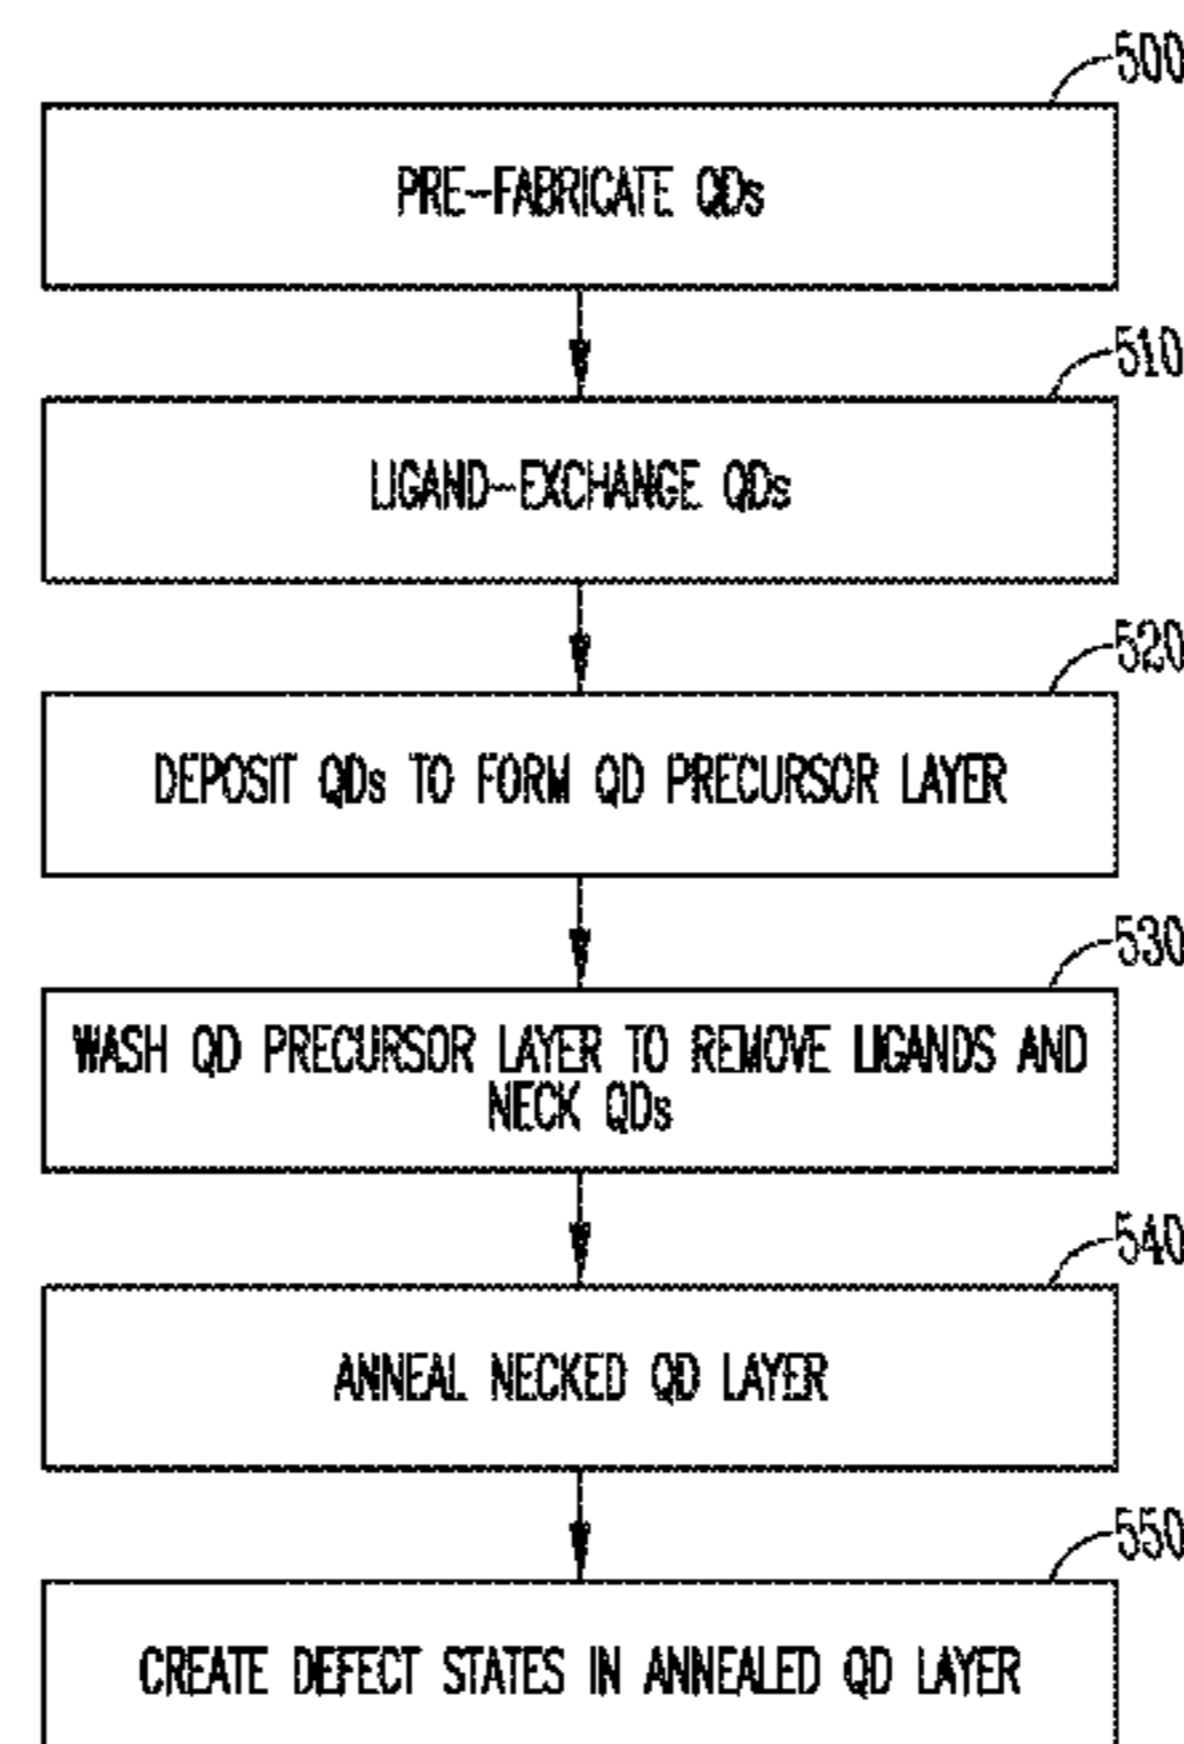 500
PRE-FABRICATE QDs
510
LIGAND-EXCHANGE QDs
520
DEPOSIT QDs TO FORM QD PRECURSOR LAYER
530
WASH QD PRECURSOR LAYER TO REMOVE LIGANDS AND
NECK QDs
540
ANNEAL NECKED QD LAYER
550
CREATE DEFECT STATES IN ANNEALED QD LAYER